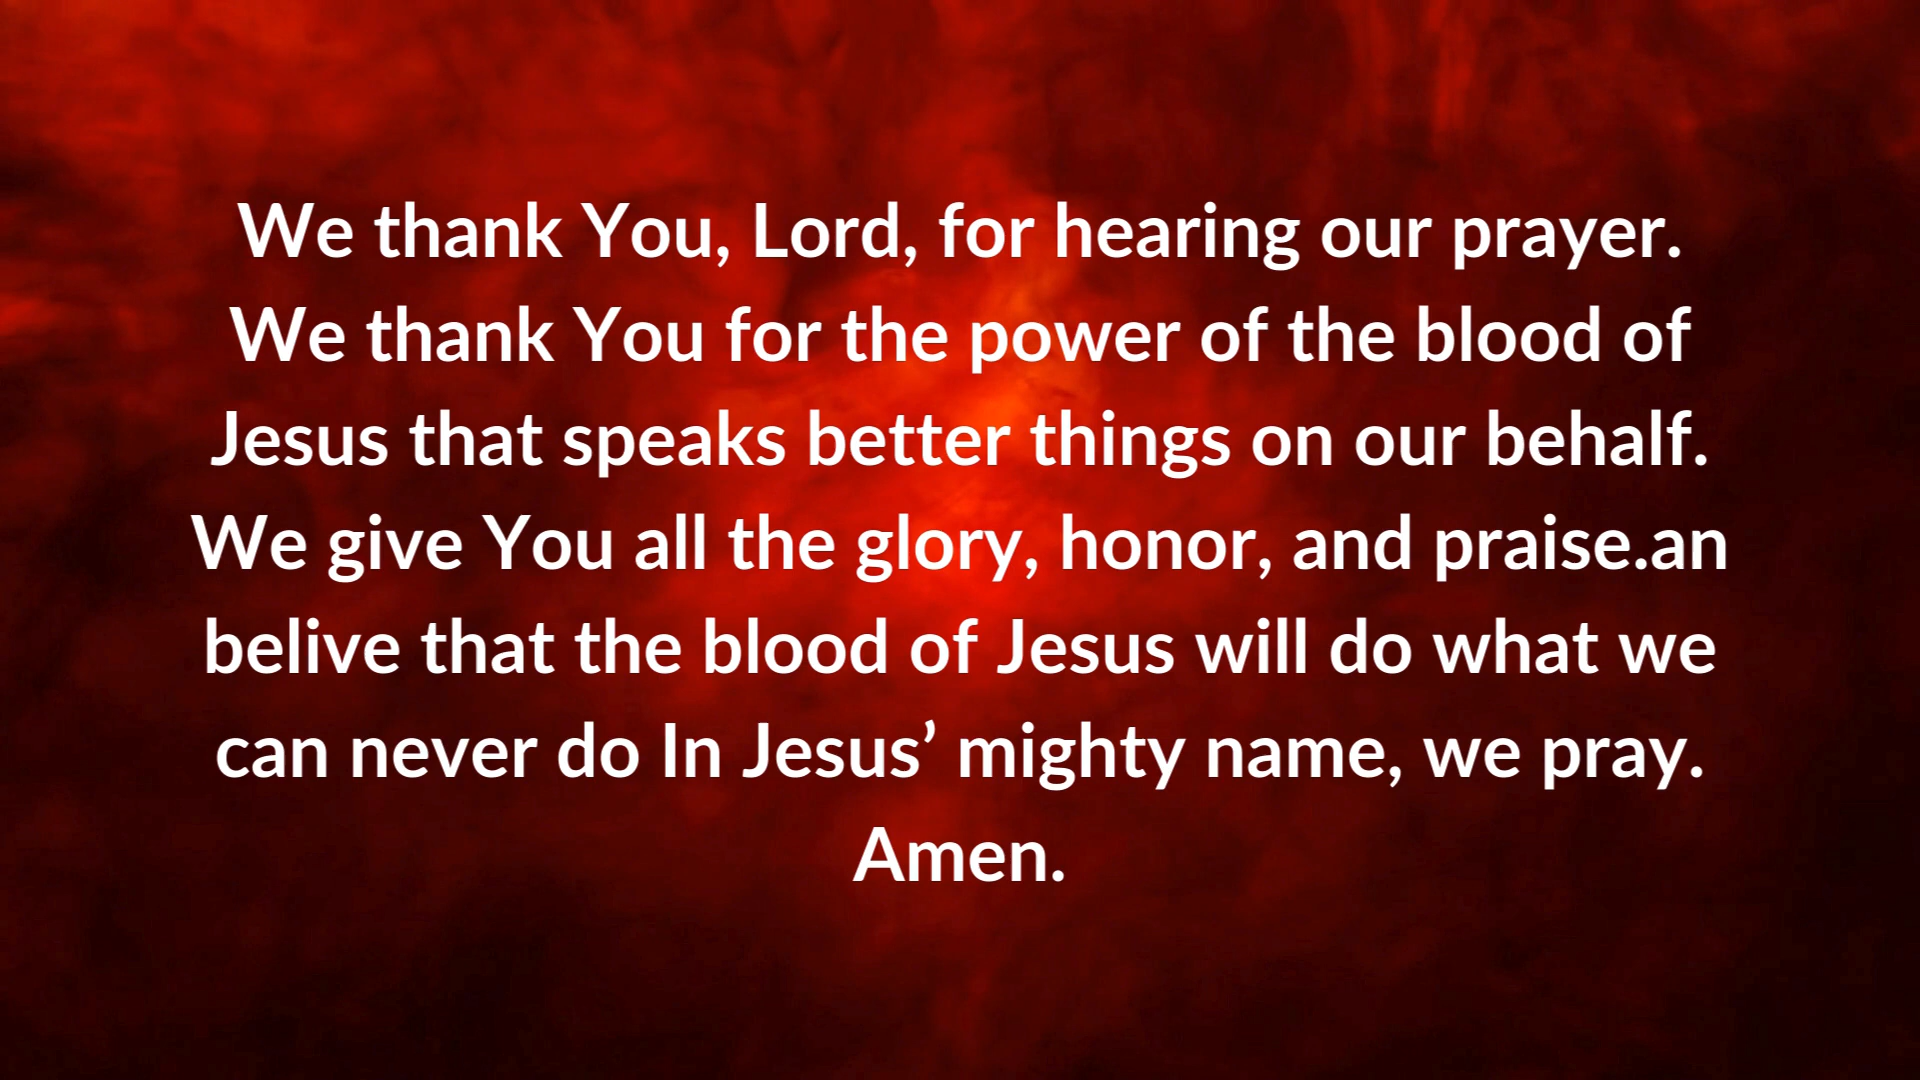 We thank You, Lord, for hearing our prayer.
We thank You for the power of the blood of
Jesus that speaks better things on our behalf.
We give You all the glory, honor, and praise.an
belive that the blood of Jesus will do what we
can never do In Jesus’ mighty name, we pray.
Amen.